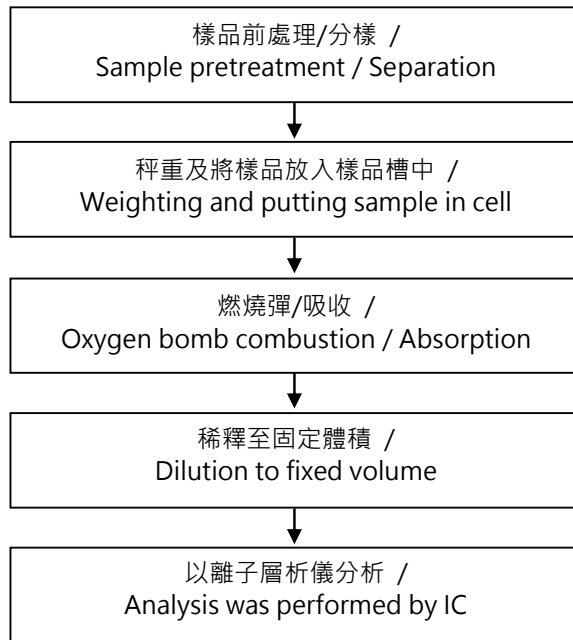 樣品前處理/分樣 /
Sample pretreatment / Separation
秤重及將樣品放入樣品槽中 /
Weighting and putting sample in cell
燃燒彈/吸收 /
Oxygen bomb combustion / Absorption
稀釋至固定體積 /
Dilution to fixed volume
以離子層析儀分析 /
Analysis was performed by IC